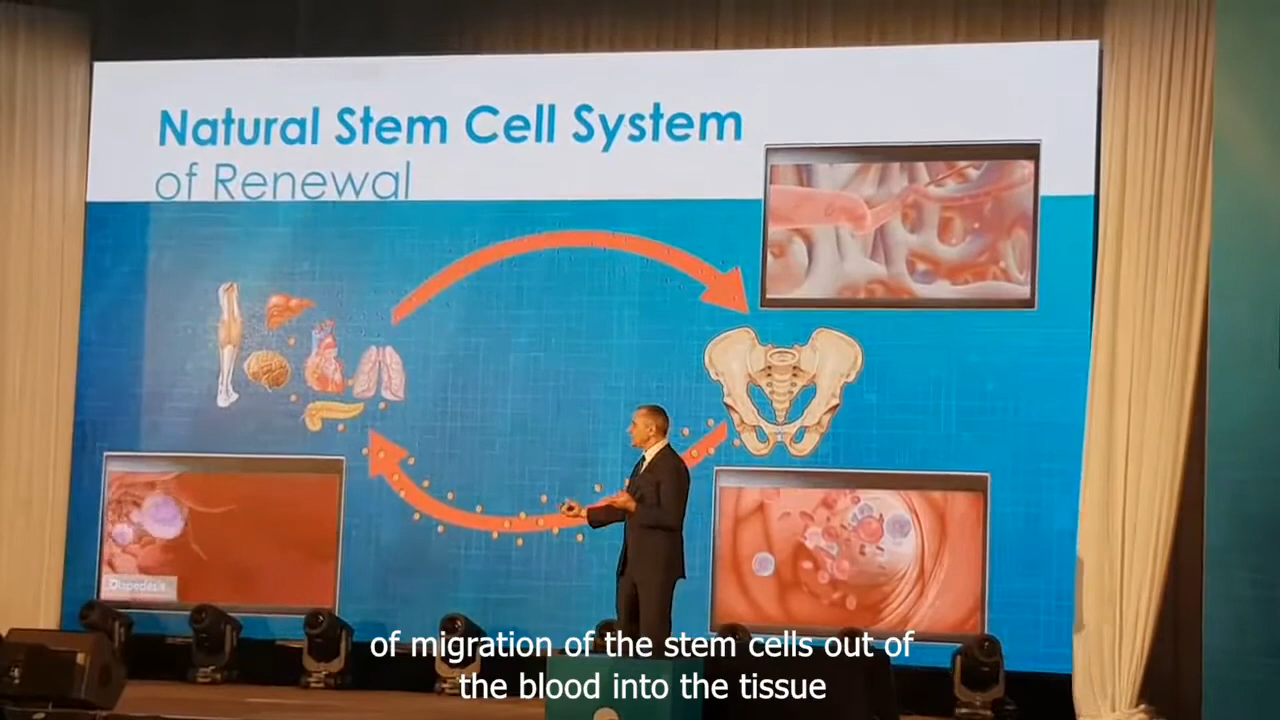 Natural Stem Cell System
of Renewal
Diapedesis
of migration of the stem cells out of
the blood into the tissue